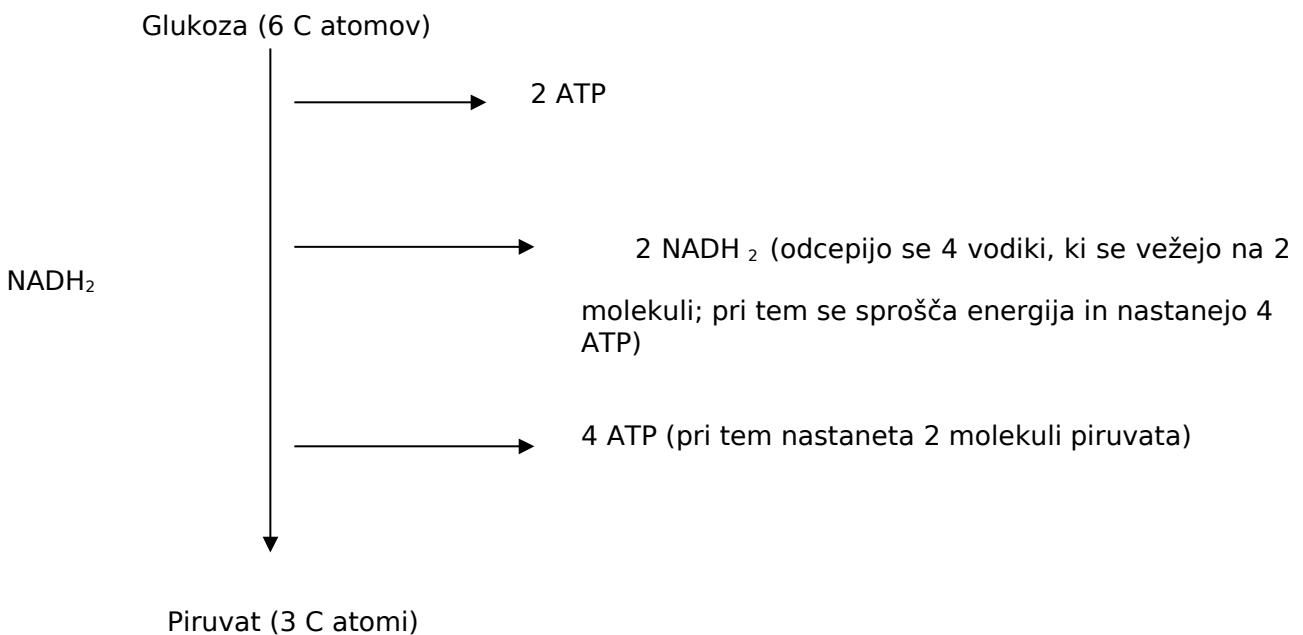 Glukoza (6 C atomov)
2 ATP
2 NADH ₂ (odcepijo se 4 vodiki, ki se vežejo na 2
NADH₂
molekuli; pri tem se sprošča energija in nastanejo 4
ATP)
4 ATP (pri tem nastaneta 2 molekuli piruvata)
Piruvat (3 C atomi)